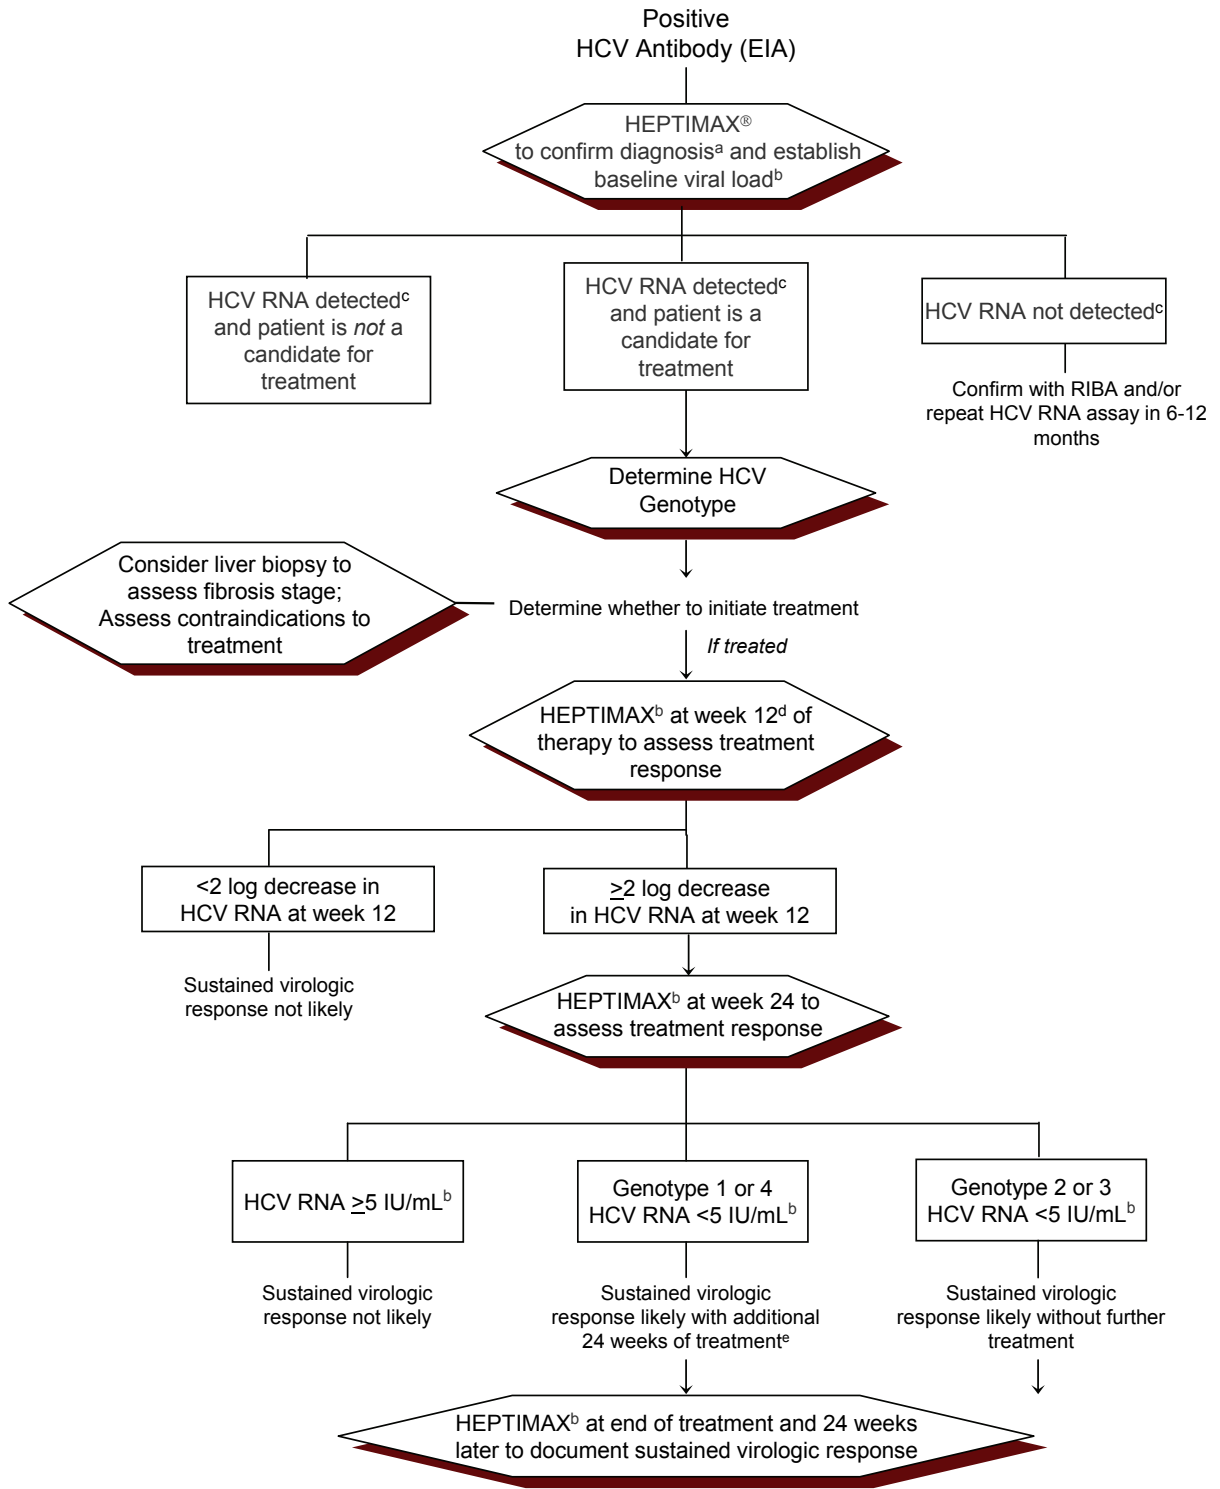 Positive
HCV Antibody (EIA)
HEPTIMAX®
to confirm diagnosisᵃ and establish
baseline viral loadᵇ
HCV RNA detectedᶜ
and patient is not a
candidate for
treatment
HCV RNA detectedᶜ
and patient is a
candidate for
treatment
HCV RNA not detectedᶜ
Confirm with RIBA and/or
repeat HCV RNA assay in 6-12
months
Determine HCV
Genotype
Consider liver biopsy to
assess fibrosis stage;
Assess contraindications to
treatment
Determine whether to initiate treatment
If treated
HEPTIMAXᵇ at week 12ᵈ of
therapy to assess treatment
response
<2 log decrease in
HCV RNA at week 12
≥2 log decrease
in HCV RNA at week 12
Sustained virologic
response not likely
HEPTIMAXᵇ at week 24 to
assess treatment response
HCV RNA ≥5 IU/mLᵇ
Genotype 1 or 4
HCV RNA <5 IU/mLᵇ
Genotype 2 or 3
HCV RNA <5 IU/mLᵇ
Sustained virologic
response not likely
Sustained virologic
response likely with additional
24 weeks of treatmentᵉ
Sustained virologic
response likely without further
treatment
HEPTIMAXᵇ at end of treatment and 24 weeks
later to document sustained virologic response